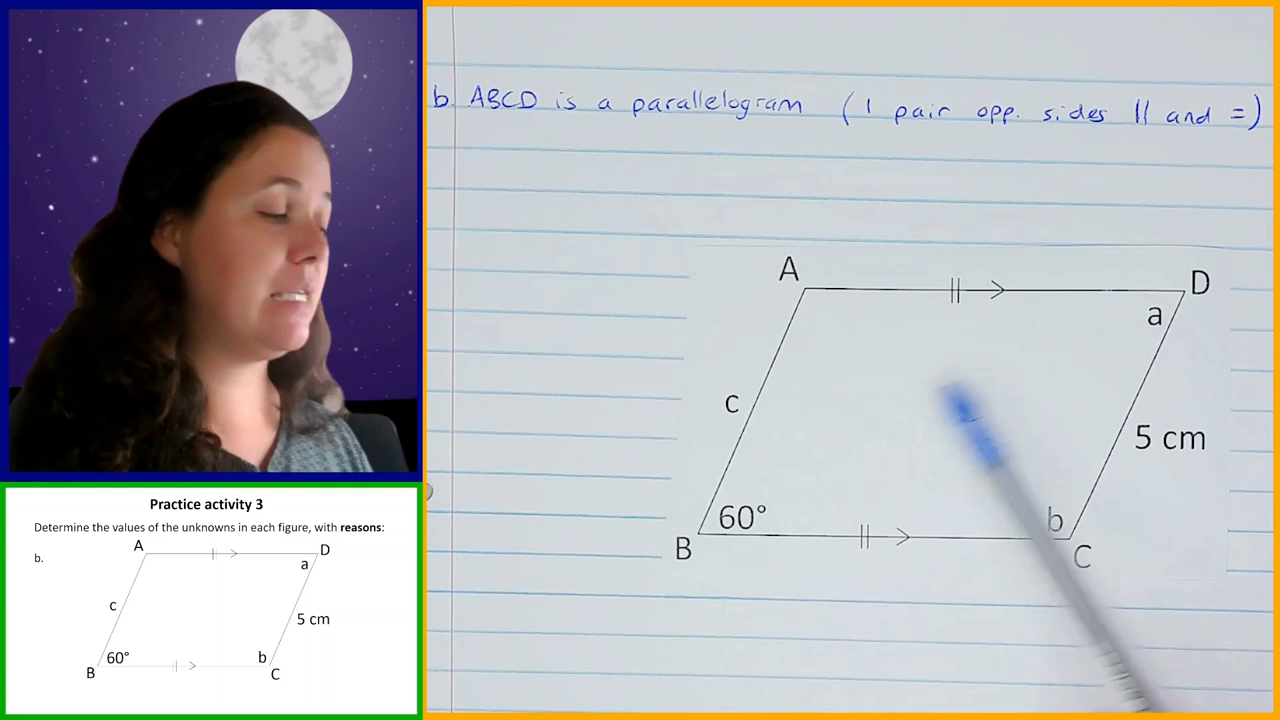 b. ABCD is a parallelogram (1 pair opp. sides || and =)
A
D
a
c
5 cm
60°
b
B
C
Practice activity 3
Determine the values of the unknowns in each figure, with reasons:
b.
A
D
a
c
5 cm
60°
b
B
C